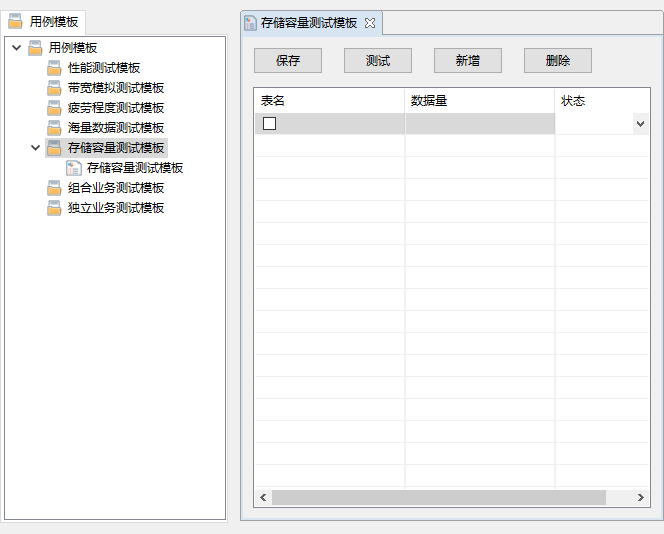 用例模板
用例模板
性能测试模板
带宽模拟测试模板
疲劳程度测试模板
海量数据测试模板
存储容量测试模板
存储容量测试模板
组合业务测试模板
独立业务测试模板
存储容量测试模板
保存 测试 新增 删除
表名 数据量 状态